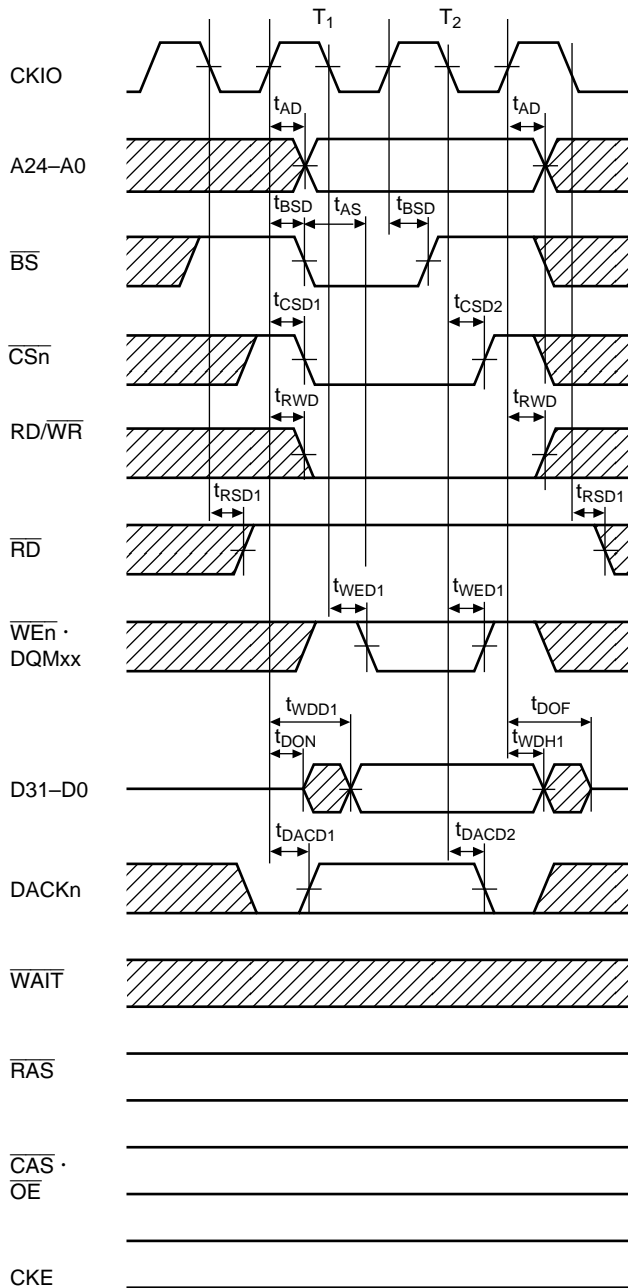 T1 T2
CKIO
tAD tAD
A24–A0
tBSD tAS tBSD
BS
tCSD1 tCSD2
CSn
tRWD tRWD
RD/WR
tRSD1 tRSD1
RD
tWED1 tWED1
WEn ·
DQMxx
tWDD1 tDOF
tDON tWDH1
D31–D0
tDACD1 tDACD2
DACKn
WAIT
RAS
CAS ·
OE
CKE